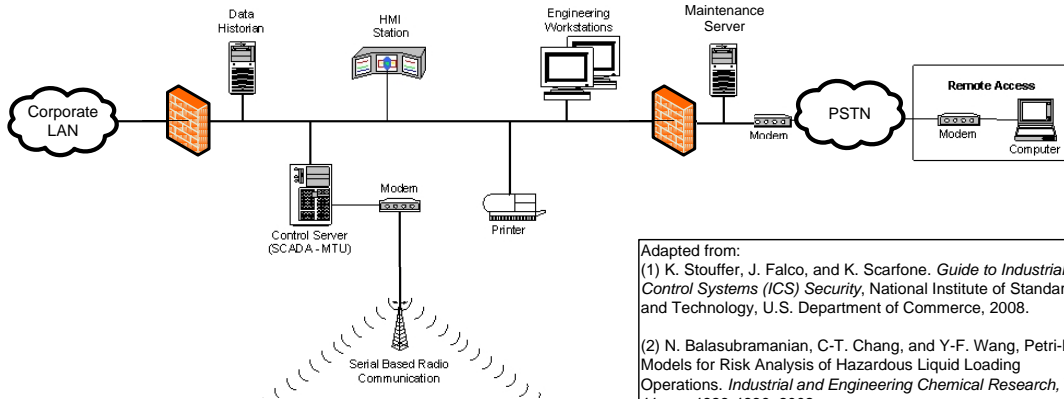 Data
Historian
HMI
Station
Engineering
Workstations
Maintenance
Server
Corporate
LAN
Modem
PSTN
Remote Access
Modem
Computer
Control Server
(SCADA - MTU)
Modem
Printer
Serial Based Radio
Communication
Adapted from:
(1) K. Stouffer, J. Falco, and K. Scarfone. Guide to Industrial
Control Systems (ICS) Security, National Institute of
and Technology, U.S. Department of Commerce, 2008.
(2) N. Balasubramanian, C-T. Chang, and Y-F. Wang,
Models for Risk Analysis of Hazardous Liquid Loading
Operations. Industrial and Engineering Chemical Research,